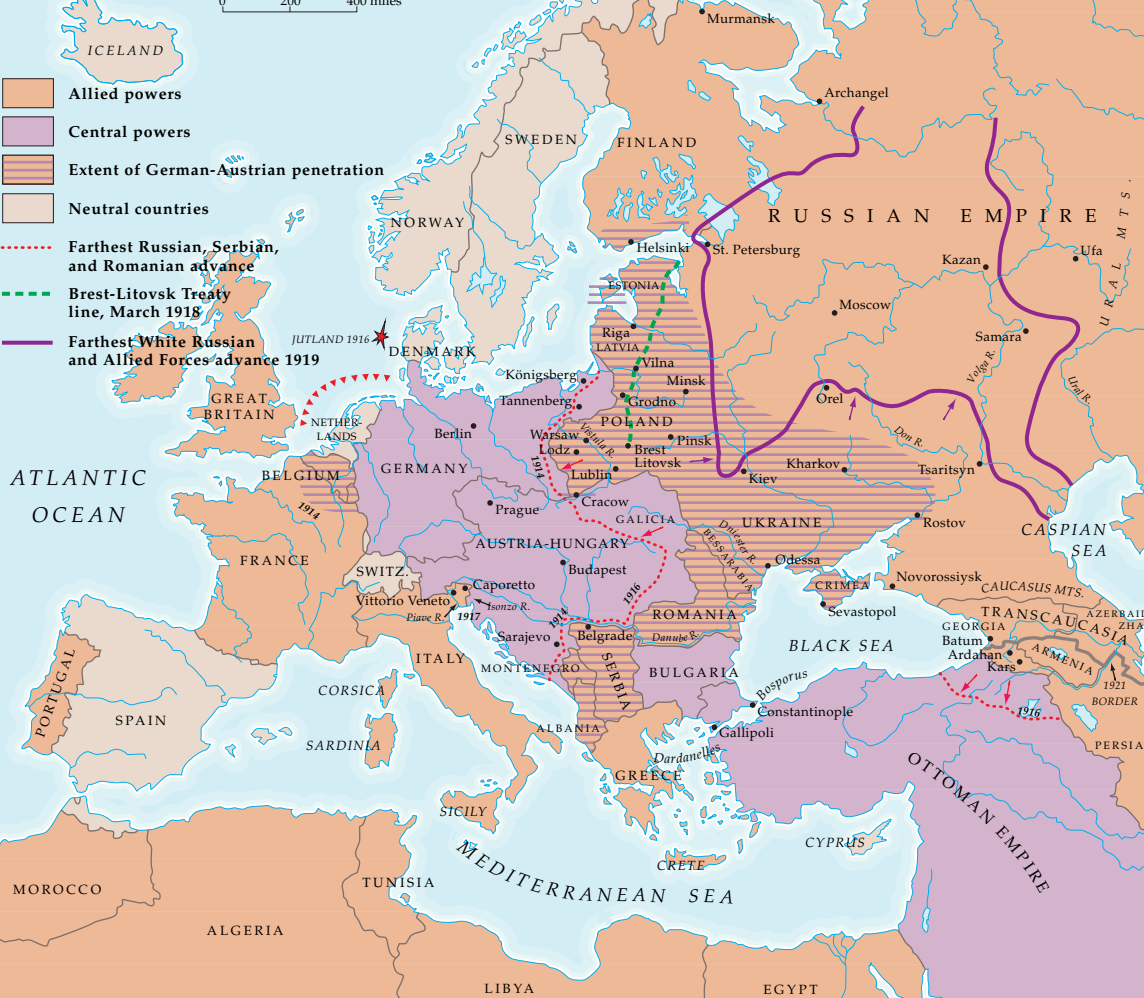 0 200 400 miles
ICELAND
Allied powers
Central powers
Extent of German-Austrian penetration
Neutral countries
Farthest Russian, Serbian,
and Romanian advance
Brest-Litovsk Treaty
line, March 1918
Farthest White Russian
and Allied Forces advance 1919
Murmansk
Archangel
SWEDEN
FINLAND
NORWAY
RUSSIAN EMPIRE
URAL MTS.
Helsinki
St. Petersburg
Kazan
Ufa
ESTONIA
Moscow
JUTLAND 1916
DENMARK
Riga
LATVIA
Samara
Vilna
Volga R.
Ural R.
Königsberg
Minsk
Tannenberg
Grodno
Orel
GREAT
BRITAIN
NETHER-
LANDS
POLAND
Berlin
Warsaw
Vistula R.
Pinsk
Don R.
Lodz
Brest
Litovsk
ATLANTIC
OCEAN
BELGIUM
GERMANY
1914
Lublin
Kiev
Kharkov
Tsaritsyn
1914
Prague
Cracow
GALICIA
UKRAINE
Rostov
CASPIAN
SEA
Dniester R.
BESSARABIA
FRANCE
AUSTRIA-HUNGARY
SWITZ.
Budapest
Odessa
CRIMEA
Novorossiysk
Caporetto
Vittorio Veneto
Isonzo R.
Piave R.
1917
1914
1916
ROMANIA
Sevastopol
CAUCASUS MTS.
TRANSCAUCASIA
AZERBAIJ
ZHA
GEORGIA
Sarajevo
Belgrade
Danube R.
BLACK SEA
Batum
Ardahan
Kars
ARMENIA
ITALY
MONTENEGRO
SERBIA
BULGARIA
1921
BORDER
PORTUGAL
SPAIN
CORSICA
Bosporus
Constantinople
1916
SARDINIA
ALBANIA
Gallipoli
Dardanelles
PERSIA
GREECE
OTTOMAN EMPIRE
SICILY
CYPRUS
MEDITERRANEAN SEA
CRETE
MOROCCO
TUNISIA
ALGERIA
LIBYA
EGYPT